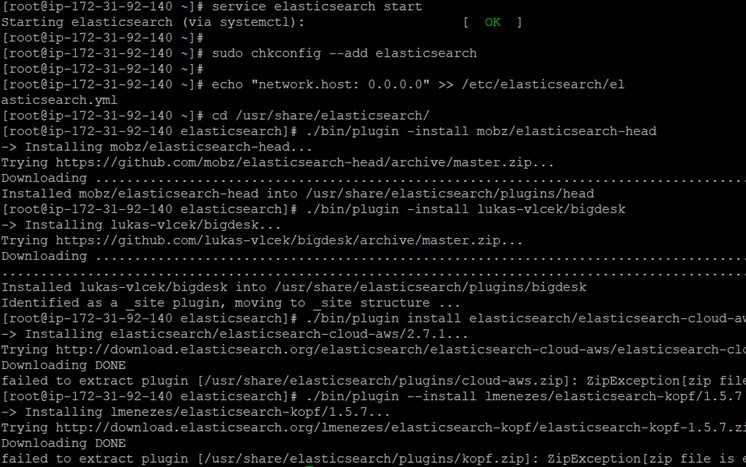 [root@ip-172-31-92-140 ~]# service elasticsearch start
Starting elasticsearch (via systemctl):                    [  OK  ]
[root@ip-172-31-92-140 ~]#
[root@ip-172-31-92-140 ~]# sudo chkconfig --add elasticsearch
[root@ip-172-31-92-140 ~]#
[root@ip-172-31-92-140 ~]# echo "network.host: 0.0.0.0" >> /etc/elasticsearch/el
asticsearch.yml
[root@ip-172-31-92-140 ~]# cd /usr/share/elasticsearch/
[root@ip-172-31-92-140 elasticsearch]# ./bin/plugin -install mobz/elasticsearch-head
-> Installing mobz/elasticsearch-head...
Trying https://github.com/mobz/elasticsearch-head/archive/master.zip...
Downloading ...................................................................................
Installed mobz/elasticsearch-head into /usr/share/elasticsearch/plugins/head
[root@ip-172-31-92-140 elasticsearch]# ./bin/plugin -install lukas-vlcek/bigdesk
-> Installing lukas-vlcek/bigdesk...
Trying https://github.com/lukas-vlcek/bigdesk/archive/master.zip...
Downloading ...................................................................................
...............................................................................................
Installed lukas-vlcek/bigdesk into /usr/share/elasticsearch/plugins/bigdesk
Identified as a _site plugin, moving to _site structure ...
[root@ip-172-31-92-140 elasticsearch]# ./bin/plugin install elasticsearch/elasticsearch-cloud-aw
-> Installing elasticsearch/elasticsearch-cloud-aws/2.7.1...
Trying http://download.elasticsearch.org/elasticsearch/elasticsearch-cloud-aws/elasticsearch-clo
Downloading DONE
failed to extract plugin [/usr/share/elasticsearch/plugins/cloud-aws.zip]: ZipException[zip file
[root@ip-172-31-92-140 elasticsearch]# ./bin/plugin --install lmenezes/elasticsearch-kopf/1.5.7
-> Installing lmenezes/elasticsearch-kopf/1.5.7...
Trying http://download.elasticsearch.org/lmenezes/elasticsearch-kopf/elasticsearch-kopf-1.5.7.zi
Downloading DONE
failed to extract plugin [/usr/share/elasticsearch/plugins/kopf.zip]: ZipException[zip file is e